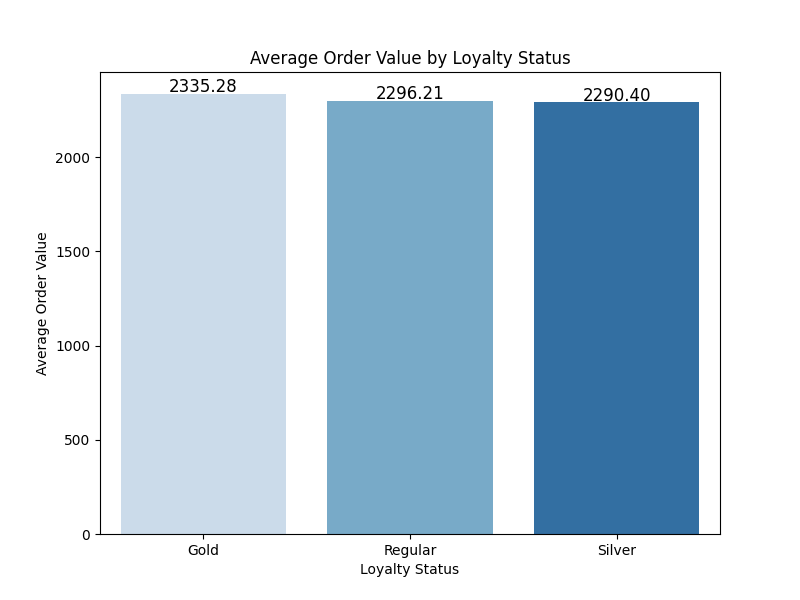 Average Order Value by Loyalty Status
2335.28
2296.21
2290.40
2000
1500
1000
500
0
Average Order Value
Gold
Regular
Silver
Loyalty Status